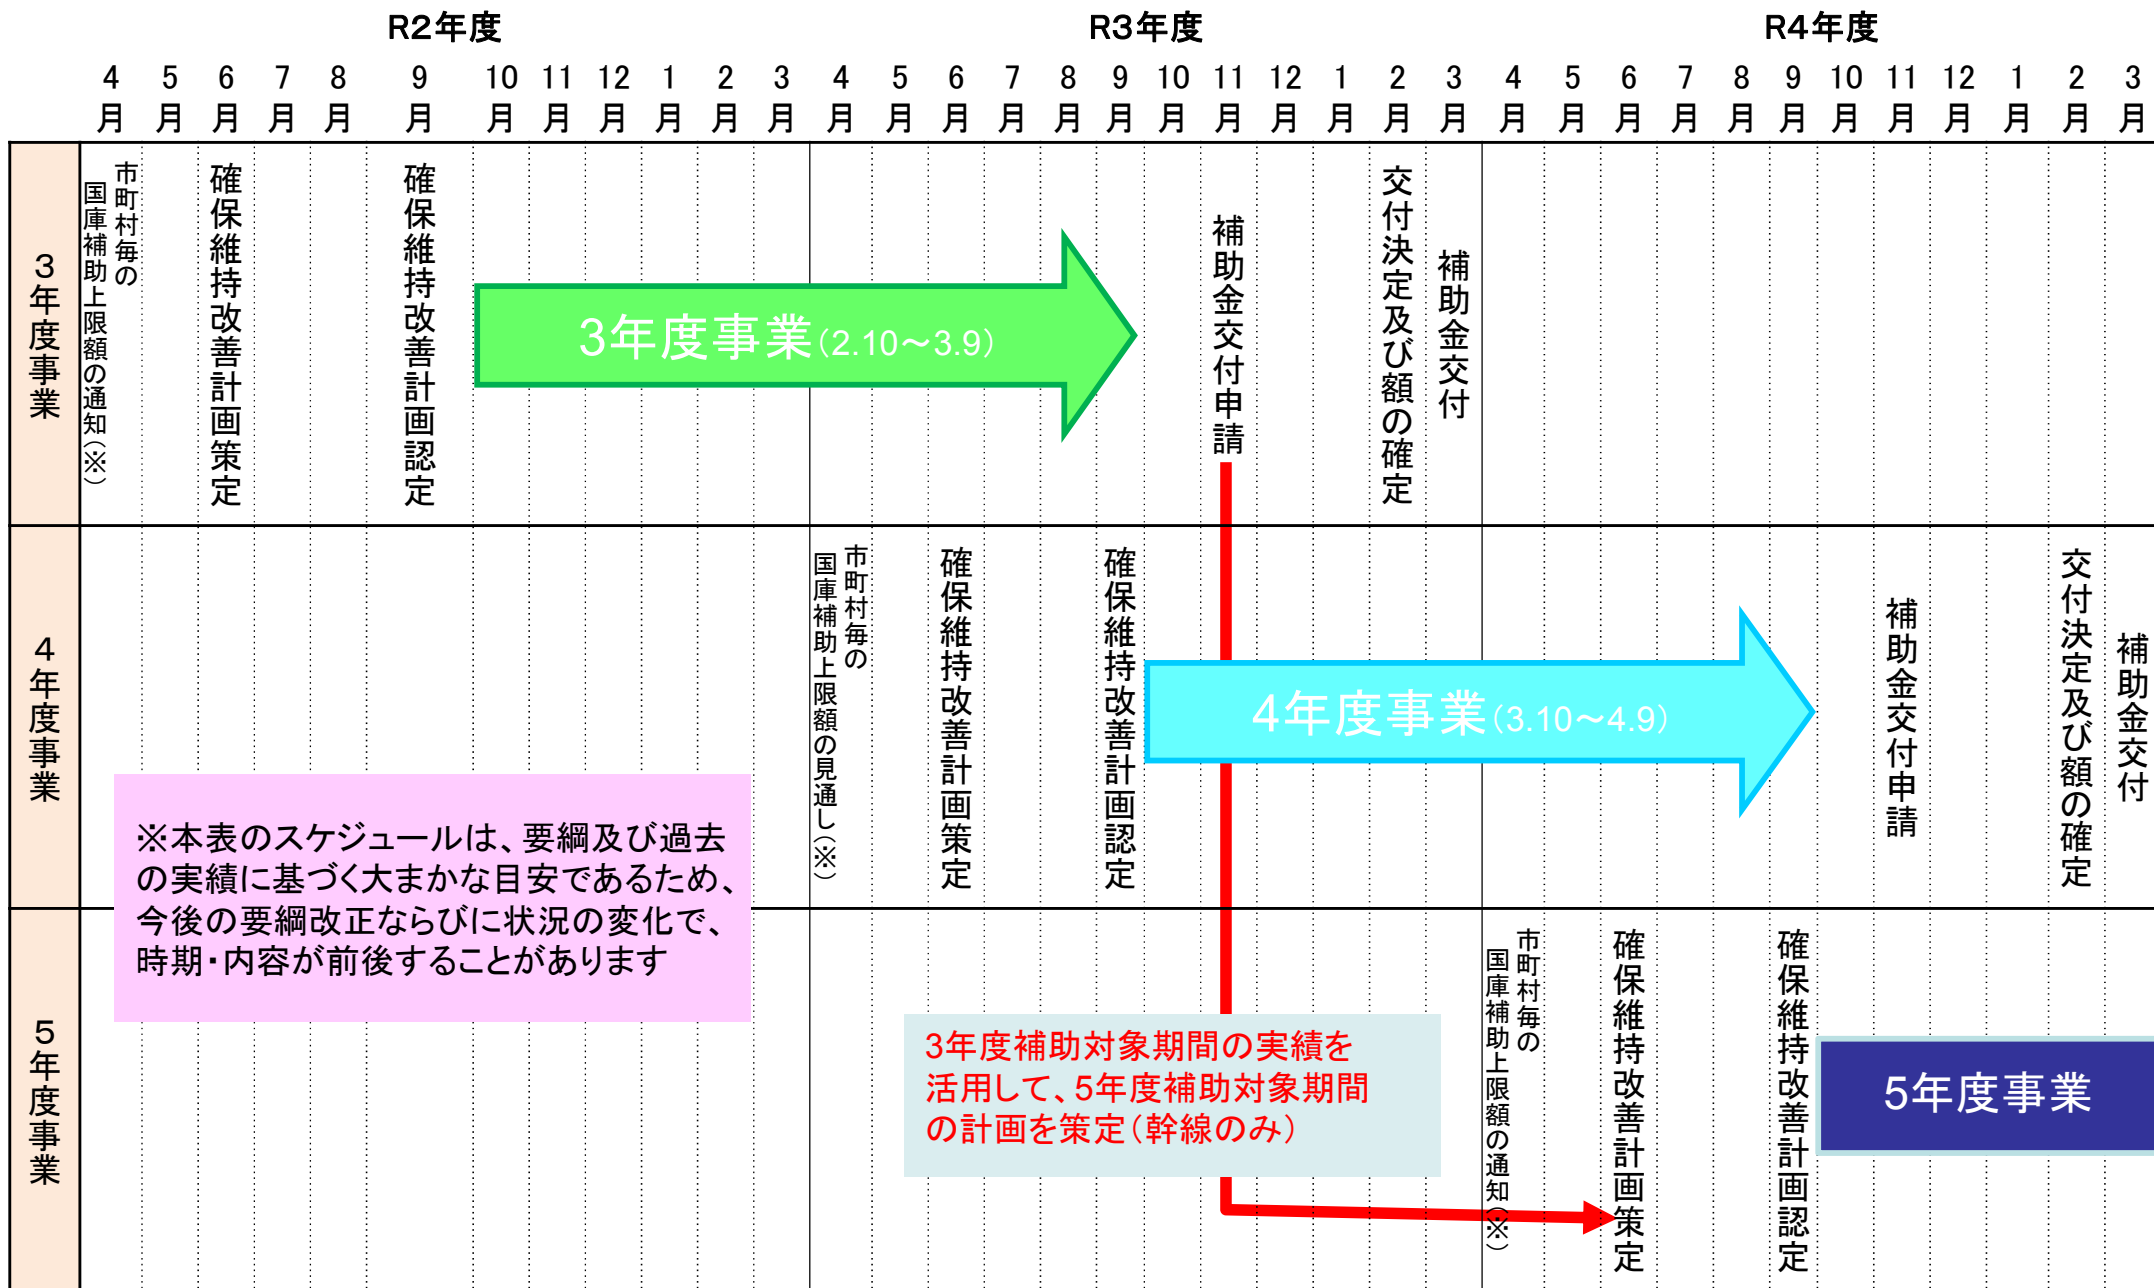 R2年度
R3年度
R4年度
4月 5月 6月 7月 8月 9月 10月 11月 12月 1月 2月 3月 4月 5月 6月 7月 8月 9月 10月 11月 12月 1月 2月 3月 4月 5月 6月 7月 8月 9月 10月 11月 12月 1月 2月 3月
3年度事業
市町村毎の
国庫補助上限額の通知(※)
確保維持改善計画策定
確保維持改善計画認定
3年度事業(2.10～3.9)
補助金交付申請
交付決定及び額の確定
補助金交付
4年度事業
市町村毎の
国庫補助上限額の見通し(※)
確保維持改善計画策定
確保維持改善計画認定
4年度事業(3.10～4.9)
補助金交付申請
交付決定及び額の確定
補助金交付
※本表のスケジュールは、要綱及び過去
の実績に基づく大まかな目安であるため、
今後の要綱改正ならびに状況の変化で、
時期・内容が前後することがあります
5年度事業
3年度補助対象期間の実績を
活用して、5年度補助対象期間
の計画を策定(幹線のみ)
市町村毎の
国庫補助上限額の通知(※)
確保維持改善計画策定
確保維持改善計画認定
5年度事業